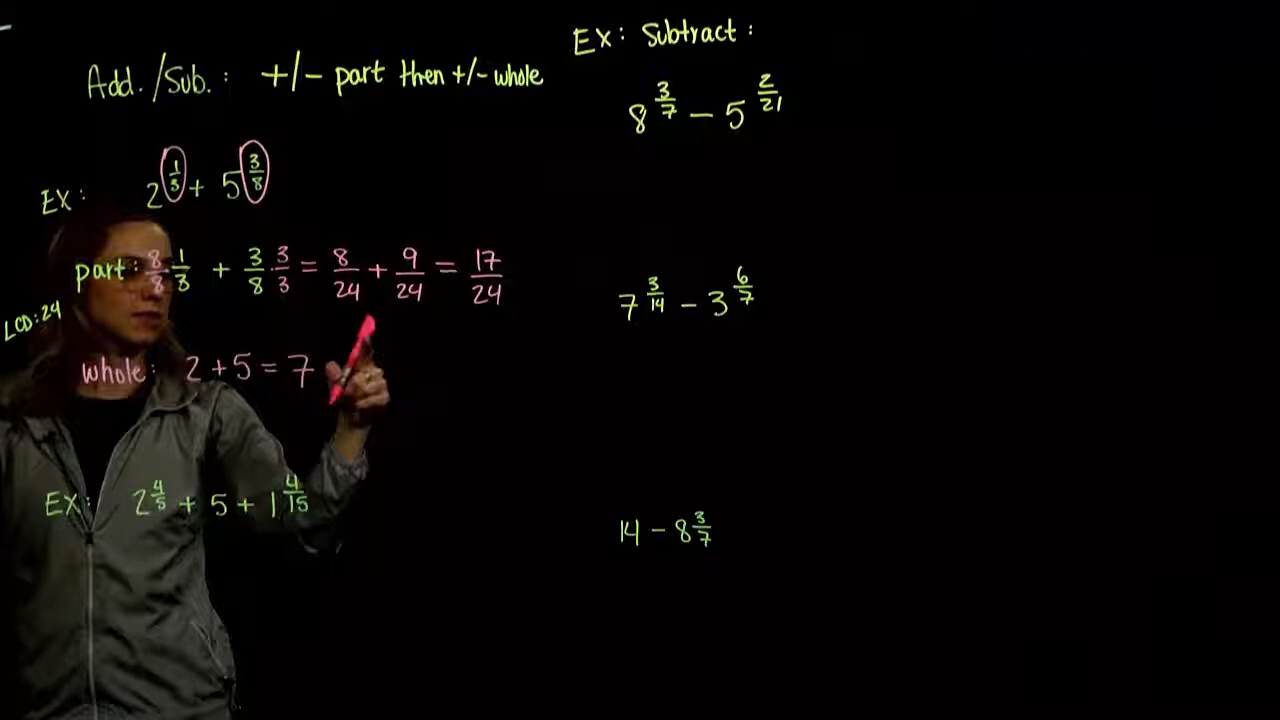 Add./Sub.: +/- part then +/- whole
EX: 2 1/3 + 5 3/8
part: 8/8 1/3 + 3/8 · 3/3 = 8/24 + 9/24 = 17/24
LCD: 24
whole: 2 + 5 = 7
EX: 2 4/5 + 5 + 1 4/15
EX: Subtract:
8 3/7 - 5 2/21
7 3/14 - 3 6/7
14 - 8 3/7